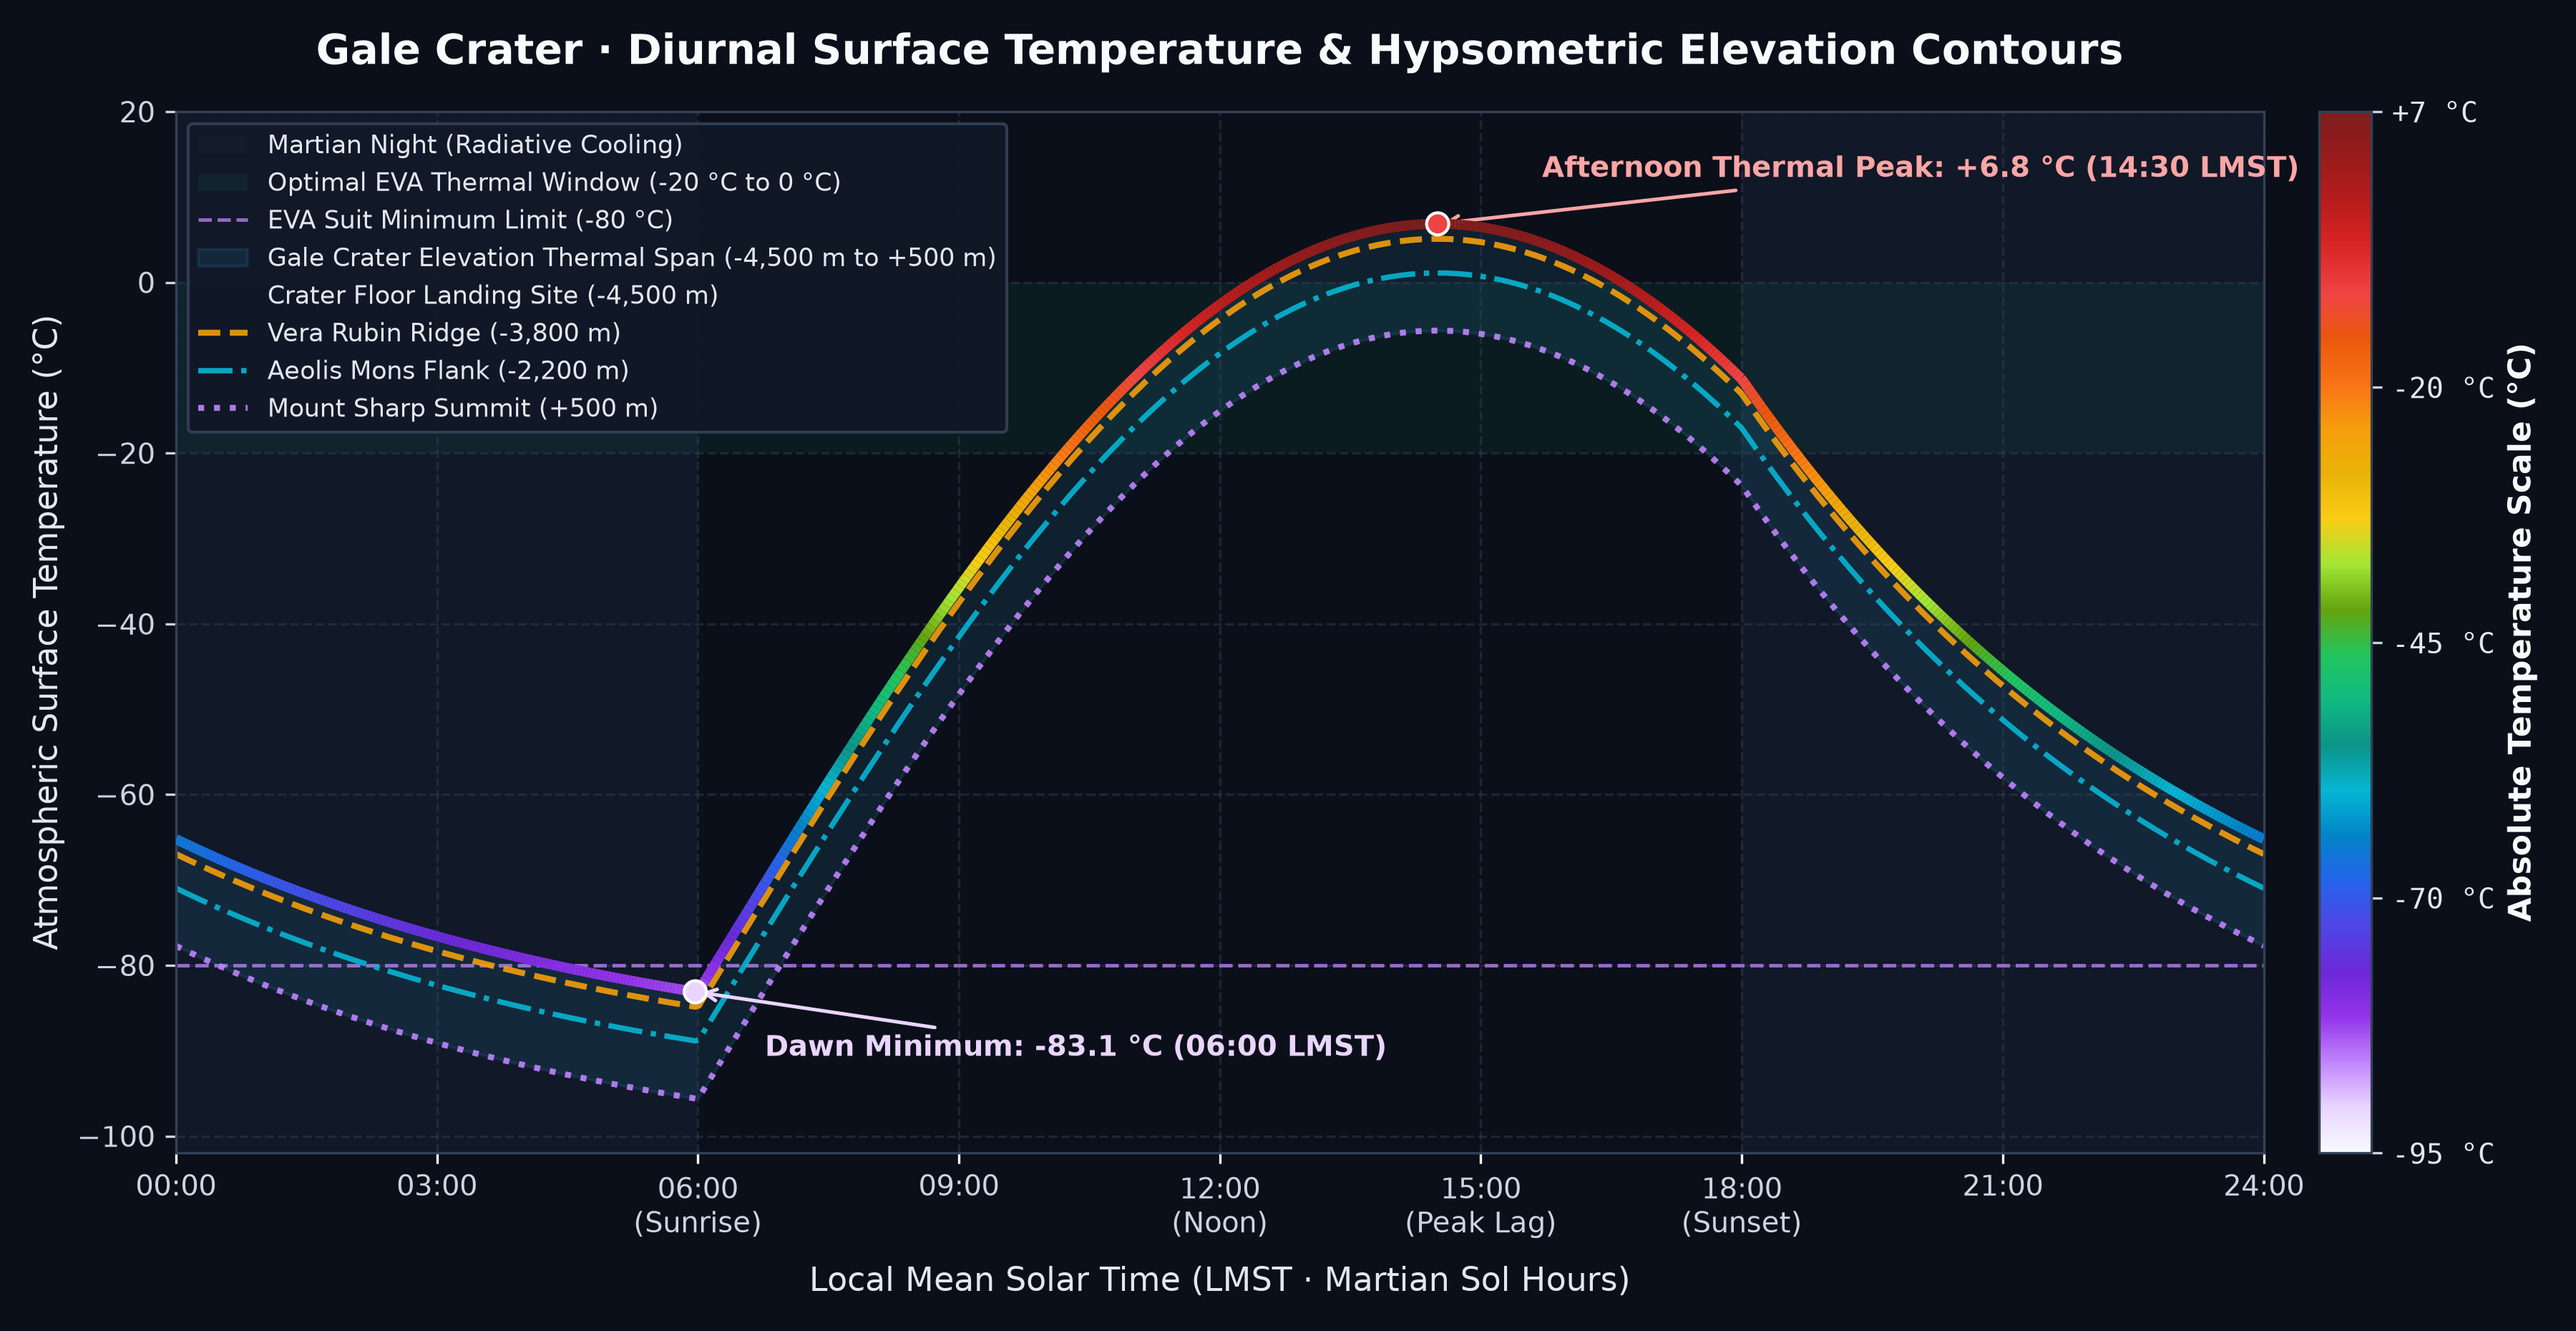 Gale Crater · Diurnal Surface Temperature & Hypsometric Elevation Contours
Atmospheric Surface Temperature (°C)
20
0
−20
−40
−60
−80
−100
Martian Night (Radiative Cooling)
Optimal EVA Thermal Window (-20 °C to 0 °C)
EVA Suit Minimum Limit (-80 °C)
Gale Crater Elevation Thermal Span (-4,500 m to +500 m)
Crater Floor Landing Site (-4,500 m)
Vera Rubin Ridge (-3,800 m)
Aeolis Mons Flank (-2,200 m)
Mount Sharp Summit (+500 m)
Afternoon Thermal Peak: +6.8 °C (14:30 LMST)
Dawn Minimum: -83.1 °C (06:00 LMST)
00:00
03:00
06:00
(Sunrise)
09:00
12:00
(Noon)
15:00
(Peak Lag)
18:00
(Sunset)
21:00
24:00
Local Mean Solar Time (LMST · Martian Sol Hours)
+7 °C
-20 °C
-45 °C
-70 °C
-95 °C
Absolute Temperature Scale (°C)